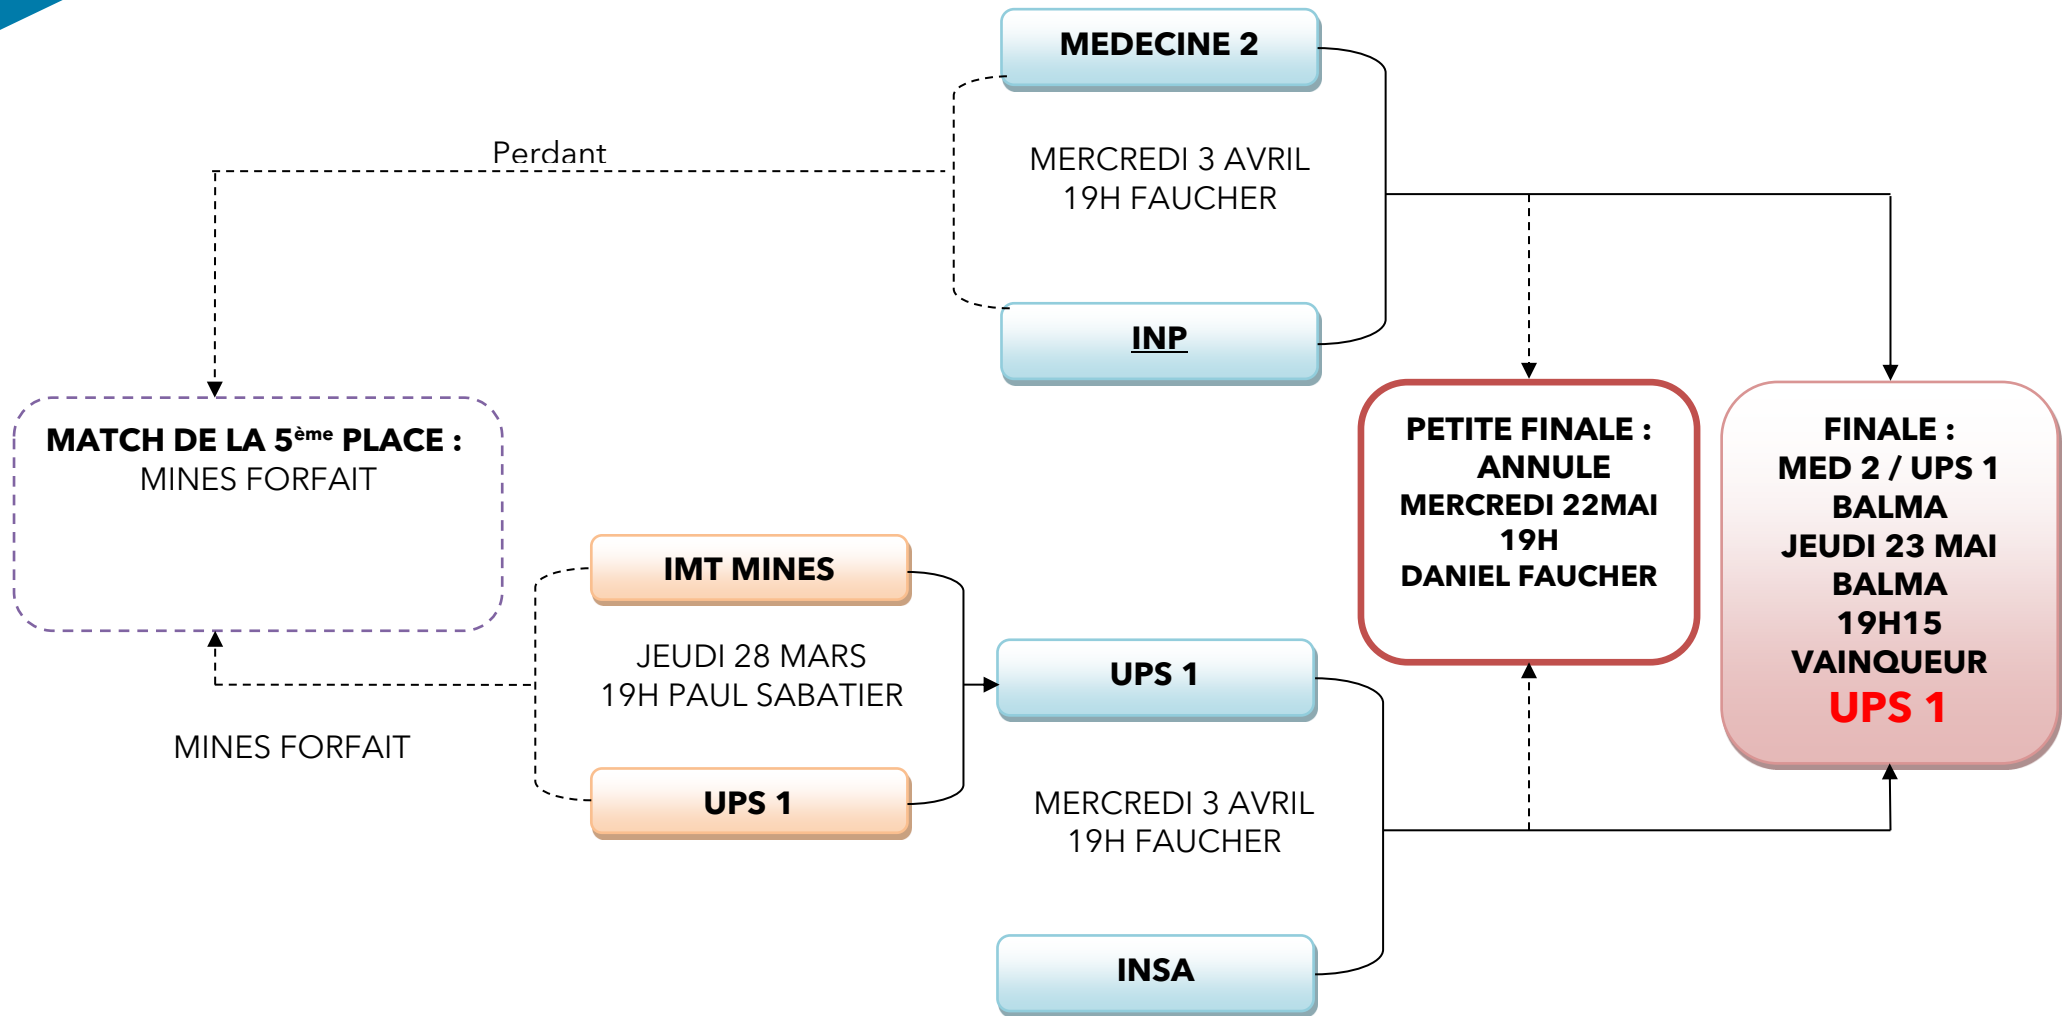 MEDECINE 2
Perdant
MERCREDI 3 AVRIL
19H FAUCHER
INP
MATCH DE LA 5ème PLACE :
MINES FORFAIT
PETITE FINALE :
ANNULE
MERCREDI 22MAI
19H
DANIEL FAUCHER
FINALE :
MED 2 / UPS 1
BALMA
JEUDI 23 MAI
BALMA
19H15
VAINQUEUR
UPS 1
IMT MINES
JEUDI 28 MARS
19H PAUL SABATIER
UPS 1
MINES FORFAIT
UPS 1
MERCREDI 3 AVRIL
19H FAUCHER
INSA